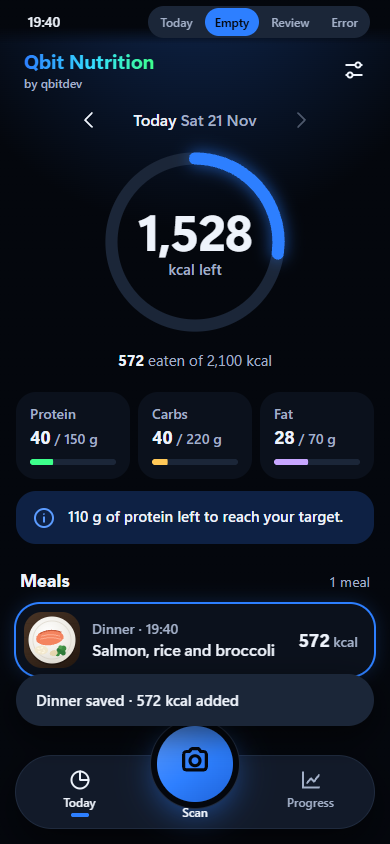 19:40
Today Empty Review Error
Qbit Nutrition
by qbitdev
Today Sat 21 Nov
1,528
kcal left
572 eaten of 2,100 kcal
Protein
40 / 150 g
Carbs
40 / 220 g
Fat
28 / 70 g
110 g of protein left to reach your target.
Meals
1 meal
Dinner · 19:40
Salmon, rice and broccoli
572 kcal
Dinner saved · 572 kcal added
Today
Scan
Progress